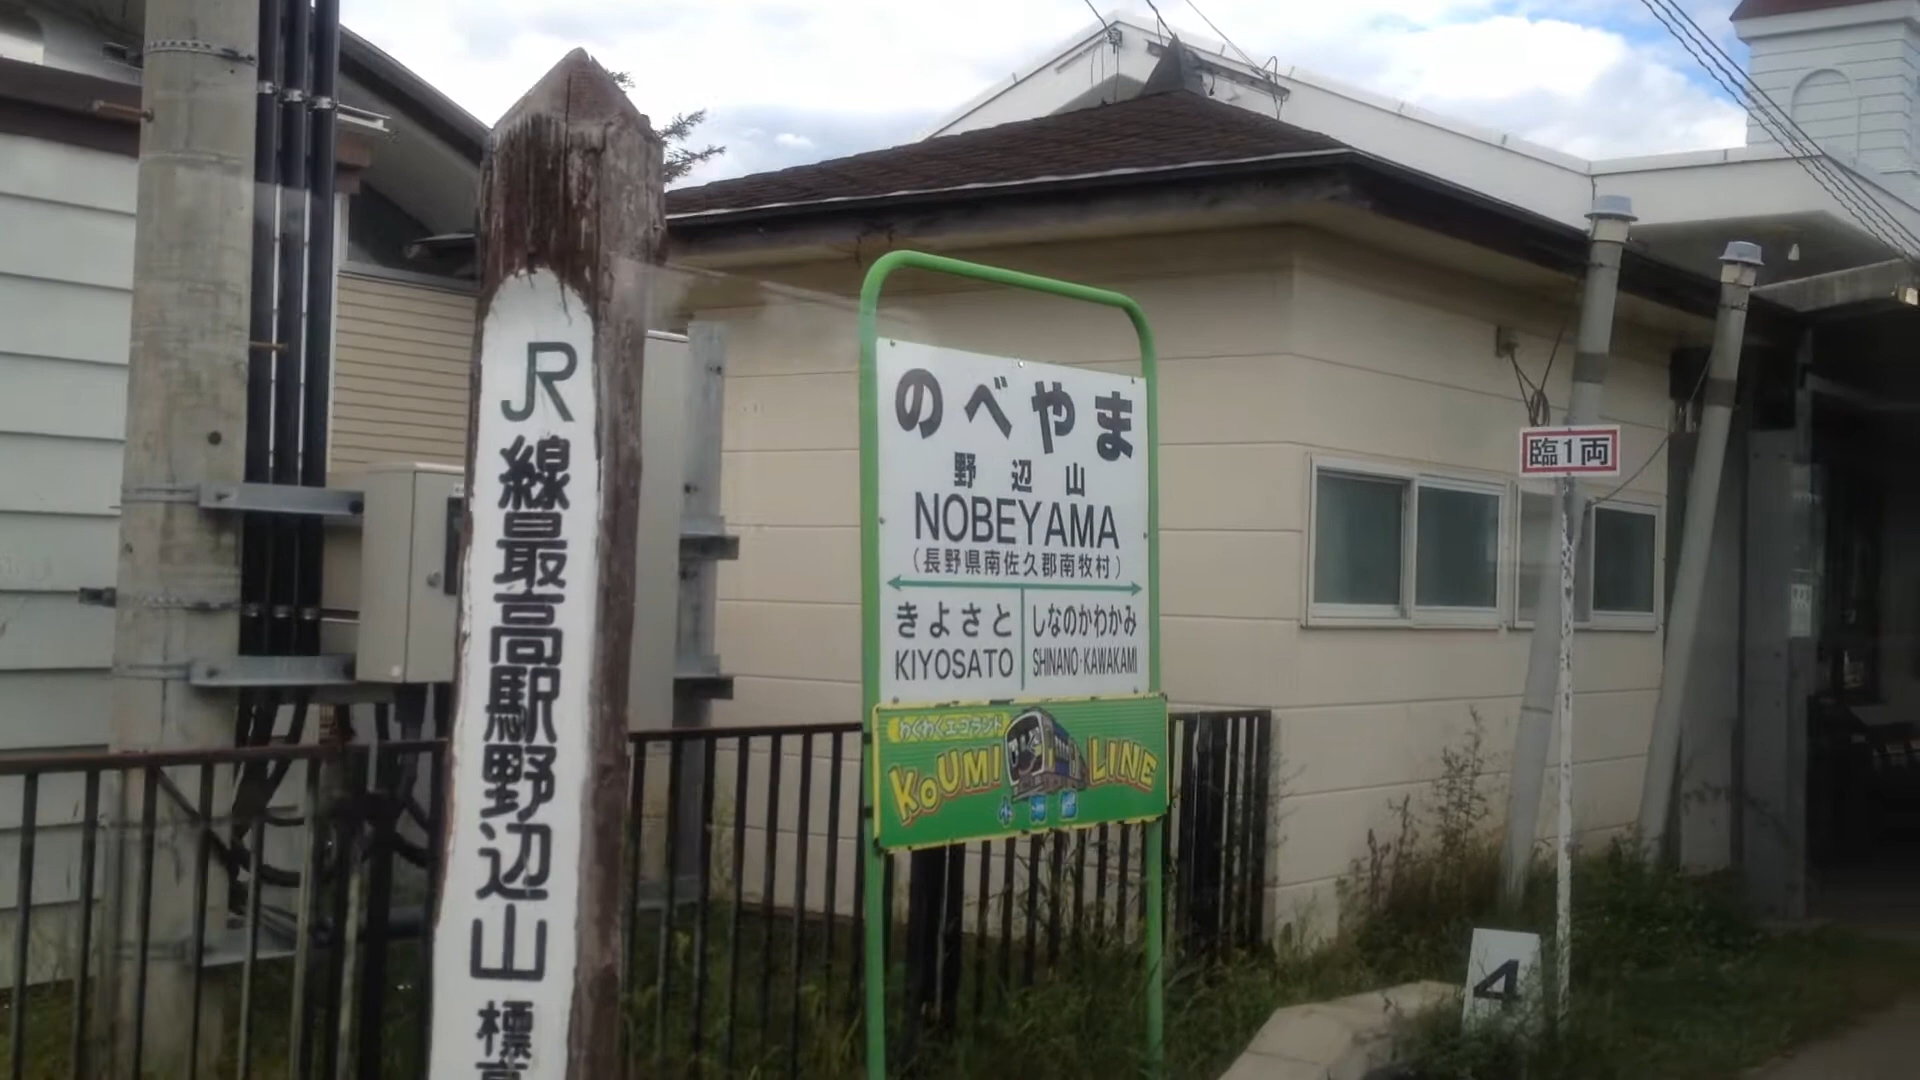 JR線最高駅野辺山 標高
のべやま
野辺山
NOBEYAMA
(長野県南佐久郡南牧村)
きよさと
KIYOSATO
しなのかわかみ
SHINANO-KAWAKAMI
わくわくエコランド
KOUMI LINE
小海線
臨1両
4